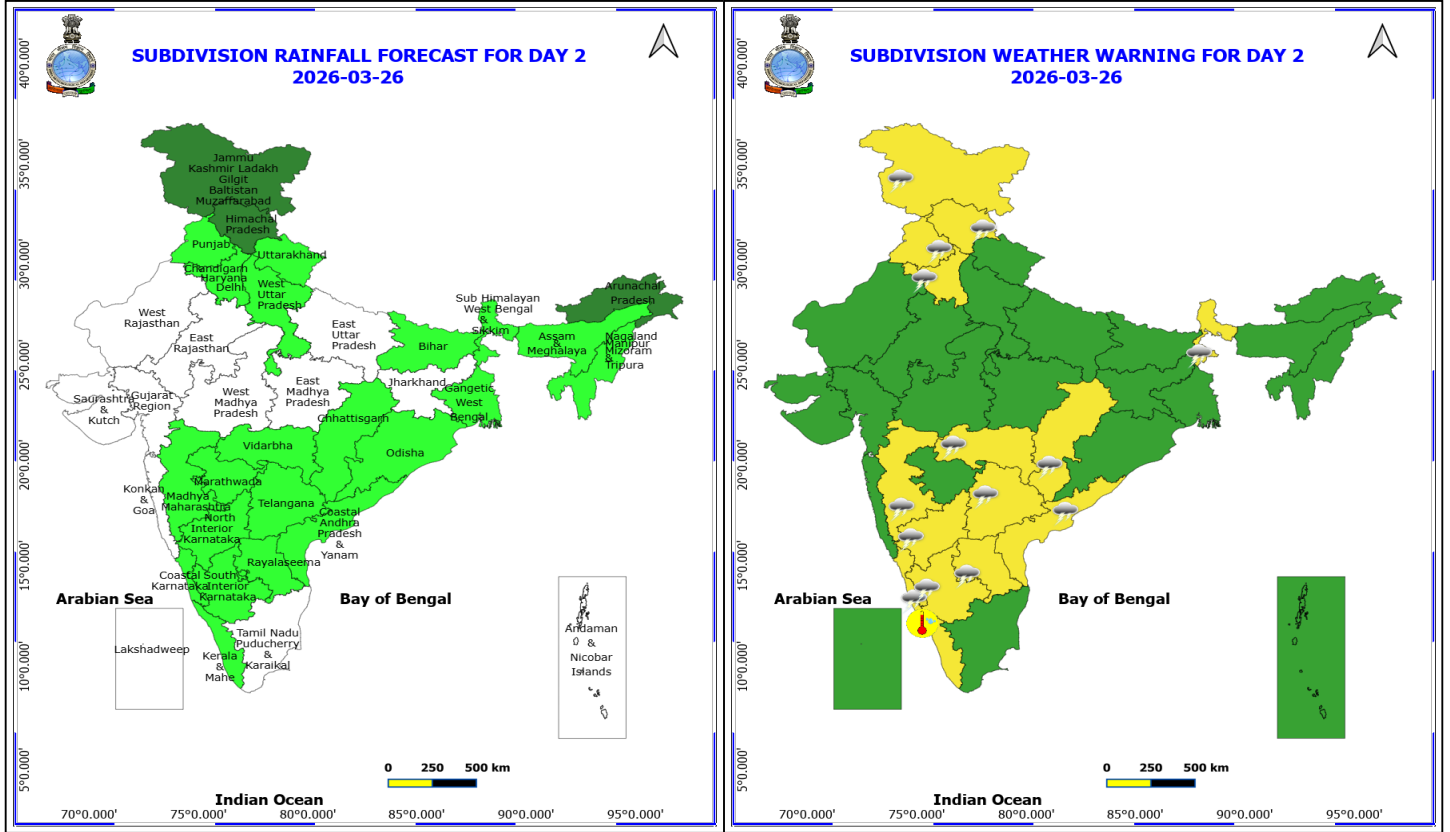 SUBDIVISION RAINFALL FORECAST FOR DAY 2
2026-03-26
40°0.000'
35°0.000'
30°0.000'
25°0.000'
20°0.000'
15°0.000'
10°0.000'
5°0.000'
Jammu
Kashmir Ladakh
Gilgit
Baltistan
Muzaffarabad
Himachal
Pradesh
Punjab
Uttarakhand
Chandigarh
Haryana
Delhi
West
Uttar
Pradesh
West
Rajasthan
East
Rajasthan
East
Uttar
Pradesh
Sub Himalayan
West Bengal
&
Sikkim
Arunachal
Pradesh
Assam
&
Meghalaya
Nagaland
Manipur
Mizoram
&
Tripura
Bihar
Jharkhand
Gangetic
West
Bengal
Saurashtra
&
Kutch
Gujarat
Region
West
Madhya
Pradesh
East
Madhya
Pradesh
Chhattisgarh
Vidarbha
Odisha
Konkan
&
Goa
Marathwada
Madhya
Maharashtra
Telangana
North
Interior
Karnataka
Coastal
Andhra
Pradesh
&
Yanam
Rayalaseema
Coastal
Karnataka
South
Interior
Karnataka
Arabian Sea
Bay of Bengal
Lakshadweep
Kerala
&
Mahe
Tamil Nadu
Puducherry
&
Karaikal
Andaman
&
Nicobar
Islands
0 250 500 km
Indian Ocean
70°0.000' 75°0.000' 80°0.000' 85°0.000' 90°0.000' 95°0.000'
SUBDIVISION WEATHER WARNING FOR DAY 2
2026-03-26
40°0.000'
35°0.000'
30°0.000'
25°0.000'
20°0.000'
15°0.000'
10°0.000'
5°0.000'
Arabian Sea
Bay of Bengal
0 250 500 km
Indian Ocean
70°0.000' 75°0.000' 80°0.000' 85°0.000' 90°0.000' 95°0.000'